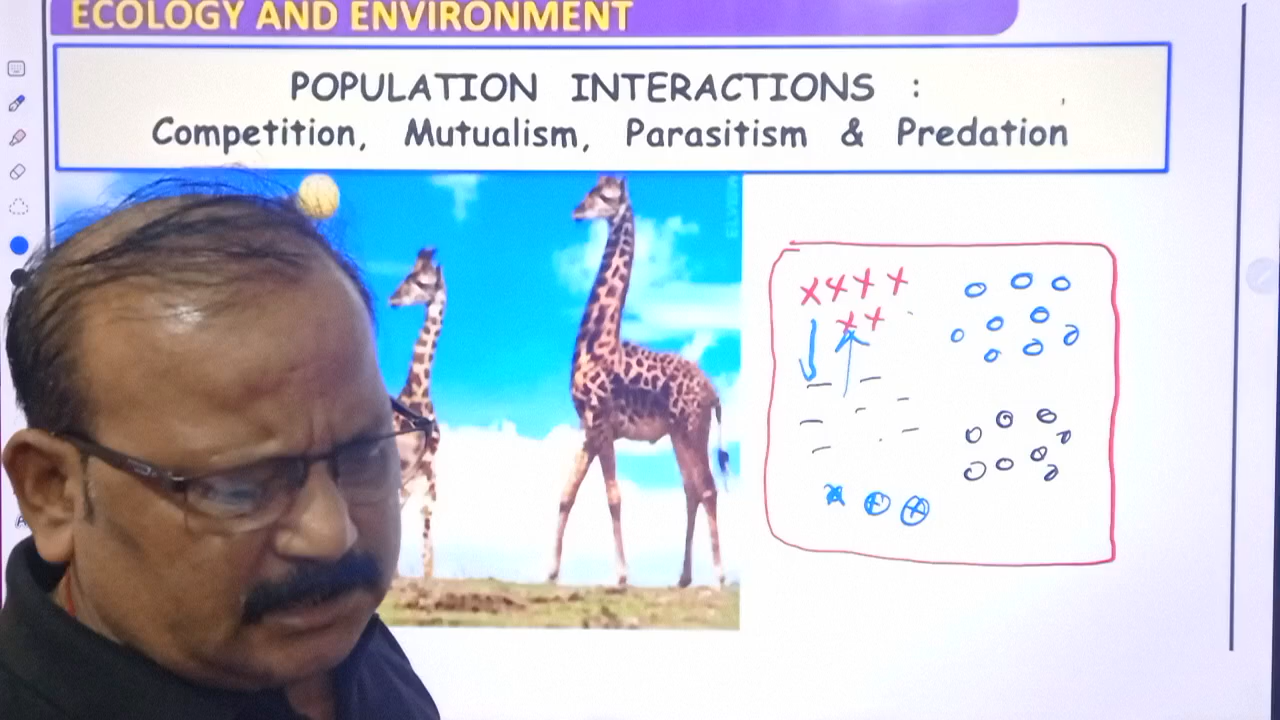 ECOLOGY AND ENVIRONMENT
POPULATION INTERACTIONS :
Competition, Mutualism, Parasitism & Predation